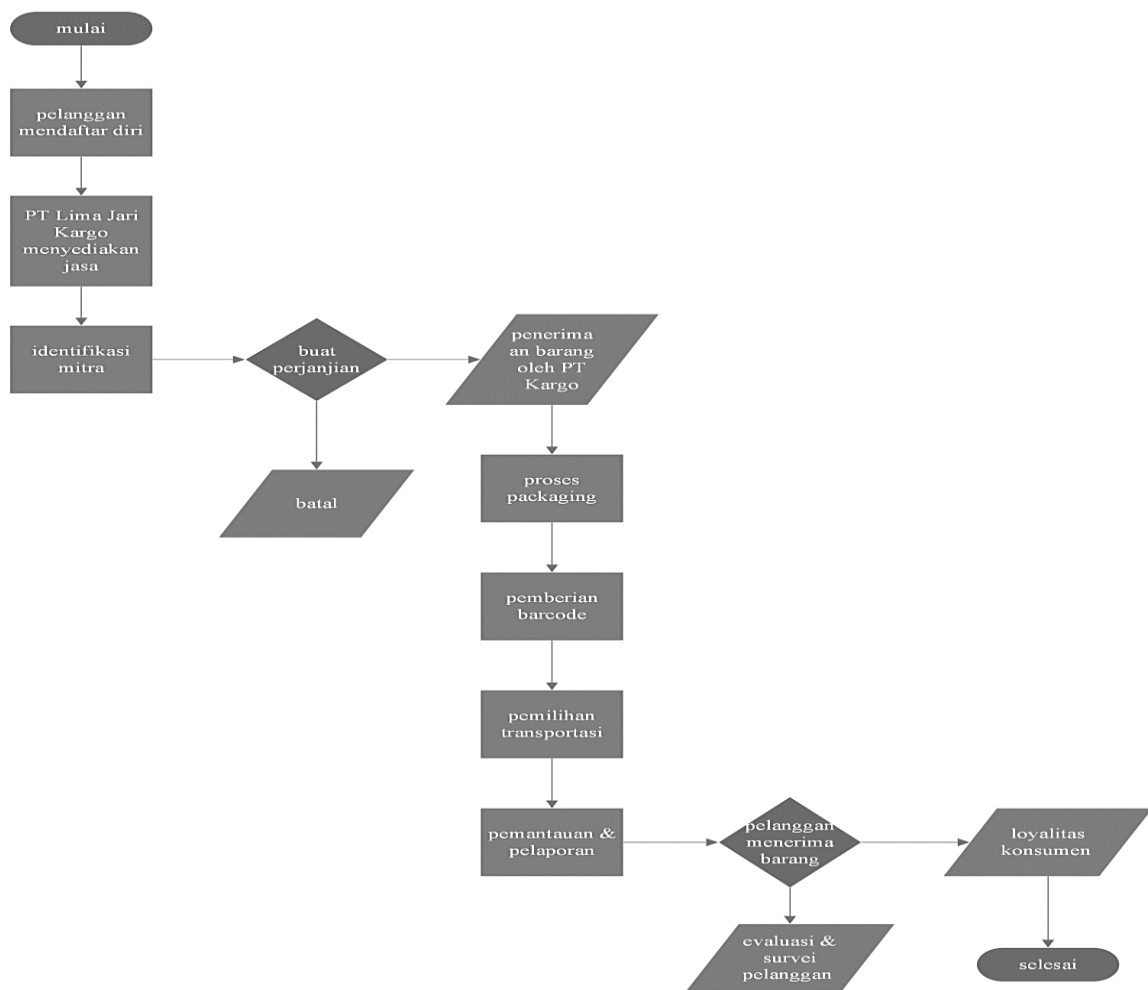 mulai
pelanggan
mendaftar diri
PT Lima Jari
Kargo
menyediakan
jasa
identifikasi
mitra
buat
perjanjian
batal
penerima
an barang
oleh PT
Kargo
proses
packaging
pemberian
barcode
pemilihan
transportasi
pemantauan &
pelaporan
pelanggan
menerima
barang
evaluasi &
survei
pelanggan
loyalitas
konsumen
selesai